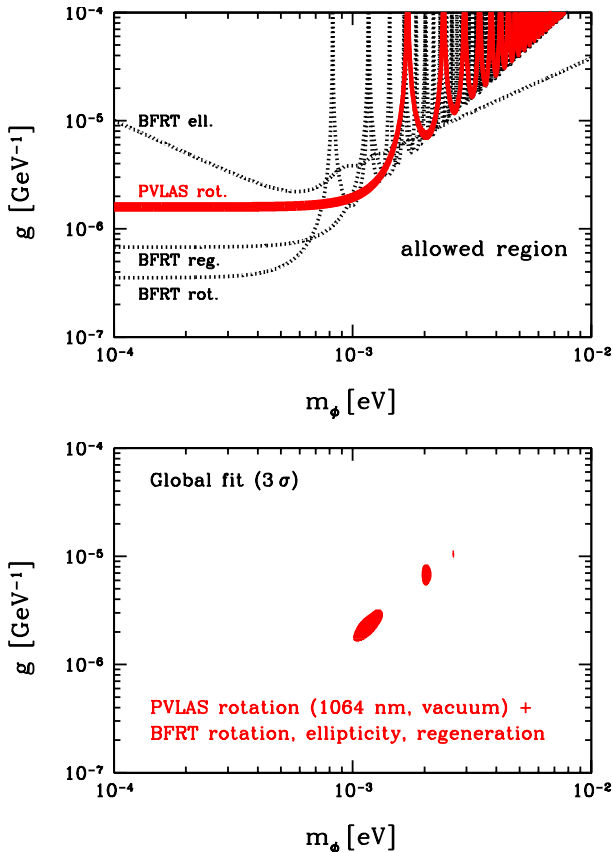 10⁻⁴
10⁻⁵
10⁻⁶
10⁻⁷
g [GeV⁻¹]
BFRT ell.
PVLAS rot.
BFRT reg.
BFRT rot.
allowed region
10⁻⁴ 10⁻³ 10⁻²
m_ϕ [eV]
10⁻⁴
10⁻⁵
10⁻⁶
10⁻⁷
g [GeV⁻¹]
Global fit (3 σ)
PVLAS rotation (1064 nm, vacuum) +
BFRT rotation, ellipticity, regeneration
10⁻⁴ 10⁻³ 10⁻²
m_ϕ [eV]